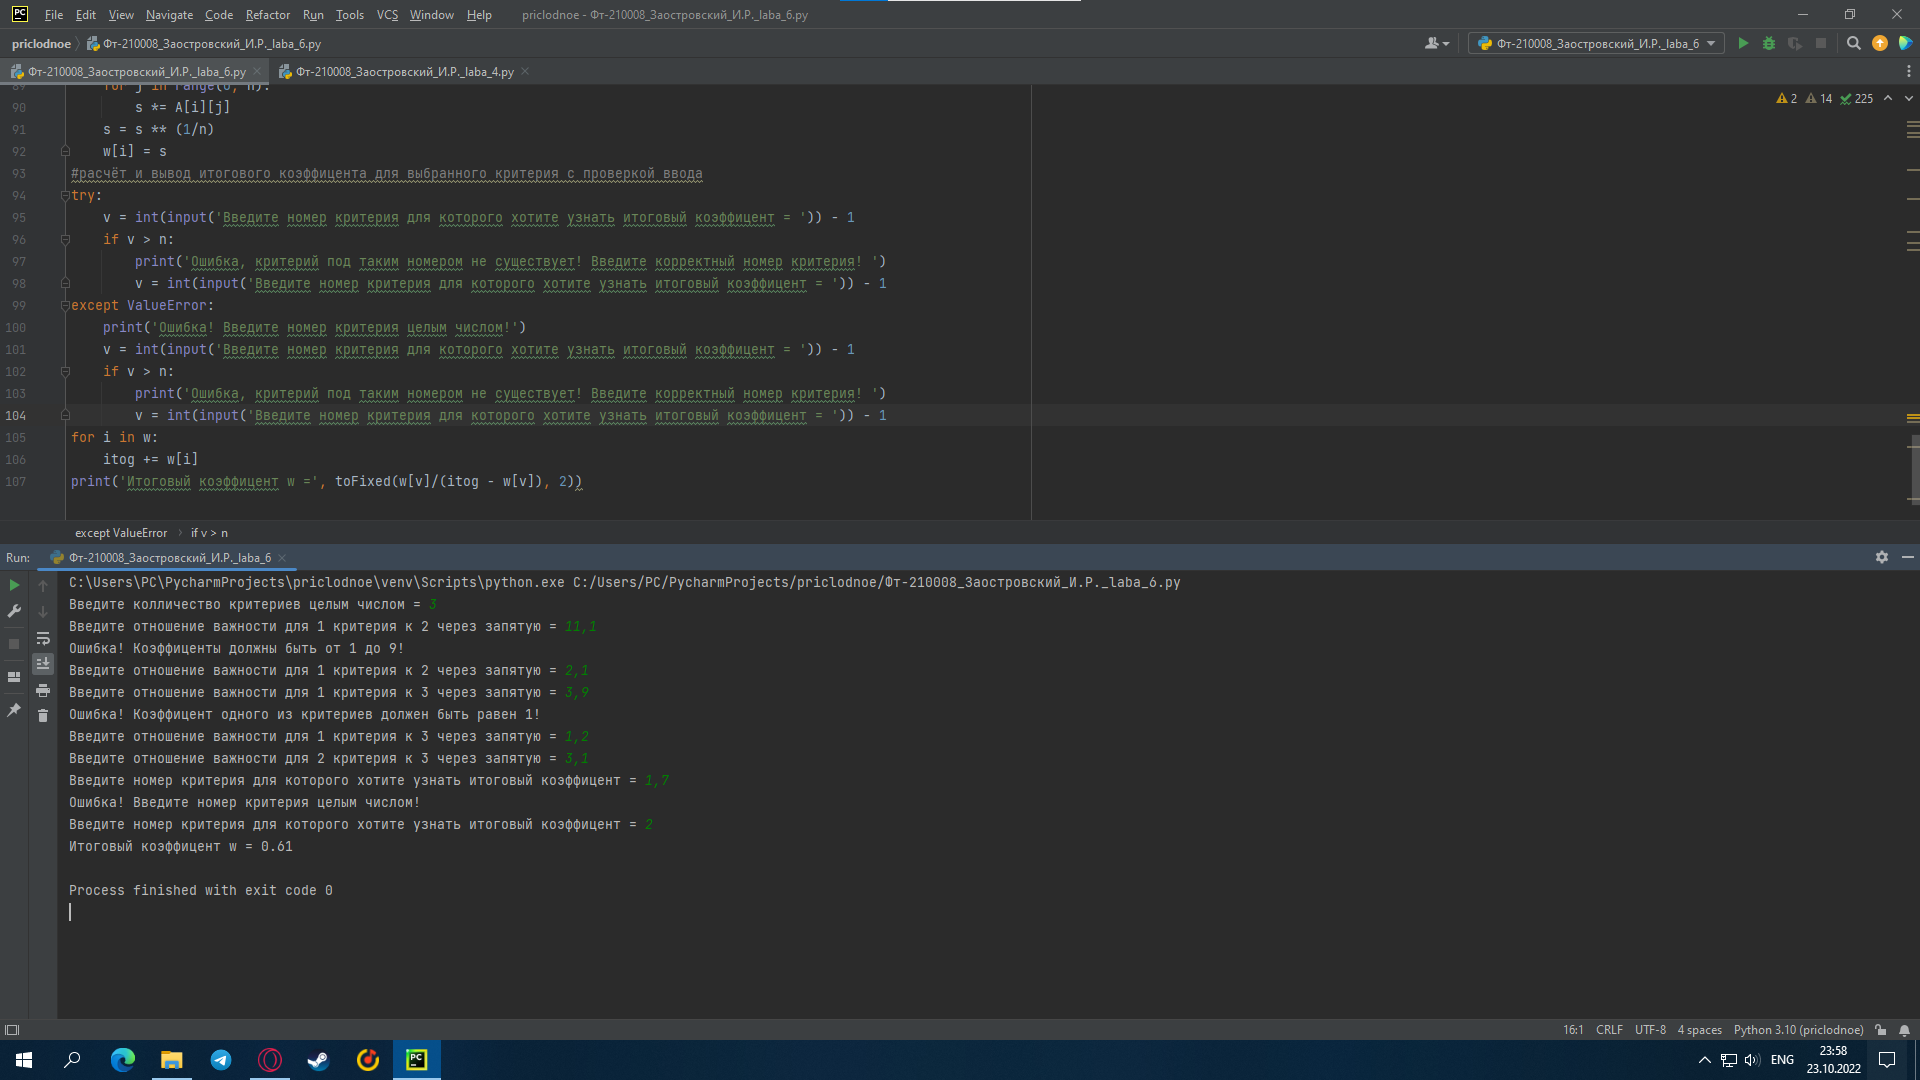 PC File Edit View Navigate Code Refactor Run Tools VCS Window Help priclodnoe - Фт-210008_Заостровский_И.Р._laba_6.py
priclodnoe Фт-210008_Заостровский_И.Р._laba_6.py Фт-210008_Заостровский_И.Р._laba_6
Фт-210008_Заостровский_И.Р._laba_6.py Фт-210008_Заостровский_И.Р._laba_4.py
2 14 225
89 for j in range(0, n):
90 s *= A[i][j]
91 s = s ** (1/n)
92 w[i] = s
93 #расчёт и вывод итогового коэффицента для выбранного критерия с проверкой ввода
94 try:
95 v = int(input('Введите номер критерия для которого хотите узнать итоговый коэффицент = ')) - 1
96 if v > n:
97 print('Ошибка, критерий под таким номером не существует! Введите корректный номер критерия! ')
98 v = int(input('Введите номер критерия для которого хотите узнать итоговый коэффицент = ')) - 1
99 except ValueError:
100 print('Ошибка! Введите номер критерия целым числом!')
101 v = int(input('Введите номер критерия для которого хотите узнать итоговый коэффицент = ')) - 1
102 if v > n:
103 print('Ошибка, критерий под таким номером не существует! Введите корректный номер критерия! ')
104 v = int(input('Введите номер критерия для которого хотите узнать итоговый коэффицент = ')) - 1
105 for i in w:
106 itog += w[i]
107 print('Итоговый коэффицент w =', toFixed(w[v]/(itog - w[v]), 2))
except ValueError if v > n
Run: Фт-210008_Заостровский_И.Р._laba_6
C:\Users\PC\PycharmProjects\priclodnoe\venv\Scripts\python.exe C:/Users/PC/PycharmProjects/priclodnoe/Фт-210008_Заостровский_И.Р._laba_6.py
Введите колличество критериев целым числом = 3
Введите отношение важности для 1 критерия к 2 через запятую = 11,1
Ошибка! Коэффиценты должны быть от 1 до 9!
Введите отношение важности для 1 критерия к 2 через запятую = 2,1
Введите отношение важности для 1 критерия к 3 через запятую = 3,9
Ошибка! Коэффицент одного из критериев должен быть равен 1!
Введите отношение важности для 1 критерия к 3 через запятую = 1,2
Введите отношение важности для 2 критерия к 3 через запятую = 3,1
Введите номер критерия для которого хотите узнать итоговый коэффицент = 1,7
Ошибка! Введите номер критерия целым числом!
Введите номер критерия для которого хотите узнать итоговый коэффицент = 2
Итоговый коэффицент w = 0.61
Process finished with exit code 0
16:1 CRLF UTF-8 4 spaces Python 3.10 (priclodnoe)
PC ENG 23:58
23.10.2022